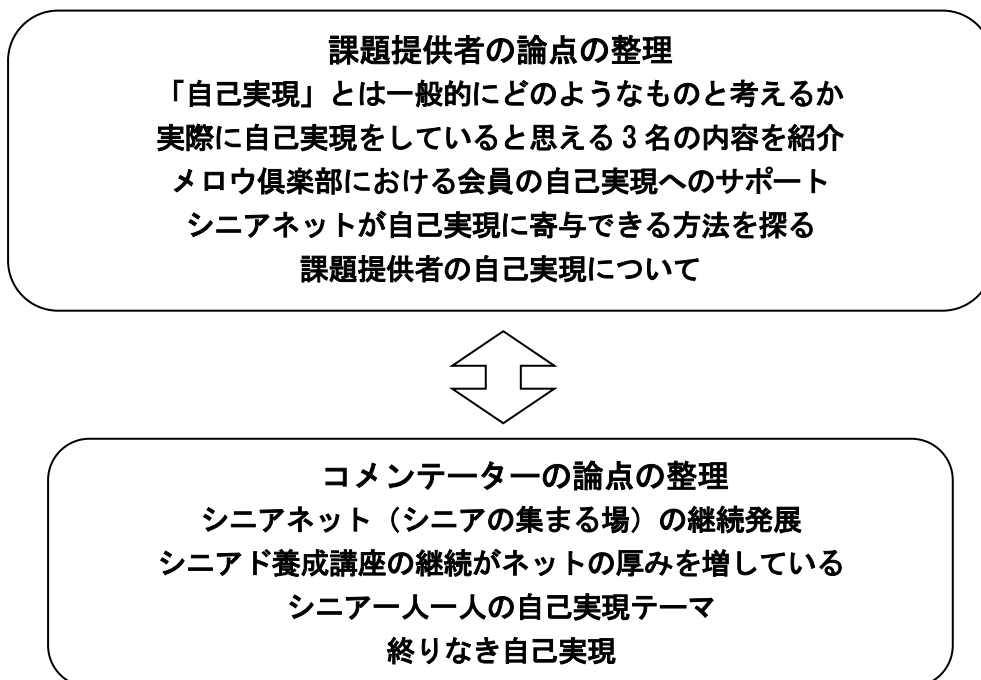 課題提供者の論点の整理
「自己実現」とは一般的にどのようなものと考えるか
実際に自己実現をしていると思える3名の内容を紹介
メロウ倶楽部における会員の自己実現へのサポート
シニアネットが自己実現に寄与できる方法を探る
課題提供者の自己実現について
コメンテーターの論点の整理
シニアネット（シニアの集まる場）の継続発展
シニアド養成講座の継続がネットの厚みを増している
シニア一人一人の自己実現テーマ
終りなき自己実現